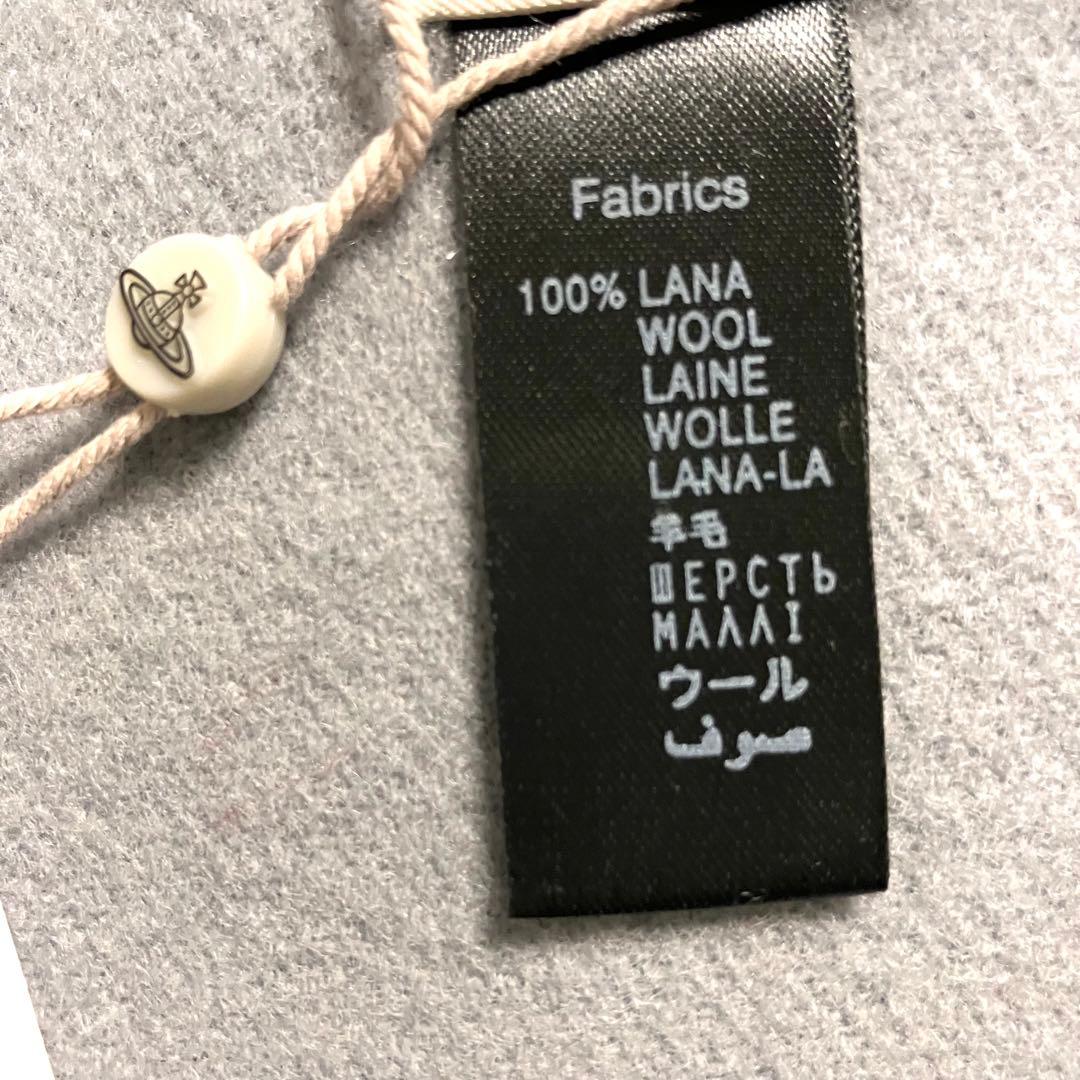 Fabrics
100% LANA
WOOL
LAINE
WOLLE
LANA-LA
羊毛
ШЕРСТЬ
ΜΑΛΛΙ
ウール
صوف